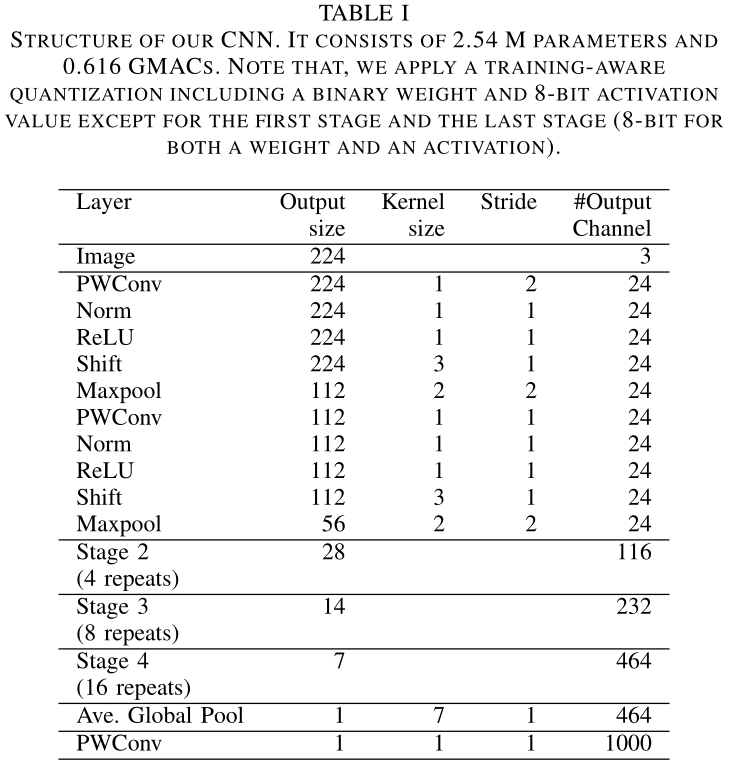 TABLE I
STRUCTURE OF OUR CNN. IT CONSISTS OF 2.54 M PARAMETERS AND
0.616 GMACS. NOTE THAT, WE APPLY A TRAINING-AWARE
QUANTIZATION INCLUDING A BINARY WEIGHT AND 8-BIT ACTIVATION
VALUE EXCEPT FOR THE FIRST STAGE AND THE LAST STAGE (8-BIT FOR
BOTH A WEIGHT AND AN ACTIVATION).
Layer Output Kernel Stride #Output
size size Channel
Image 224 3
PWConv 224 1 2 24
Norm 224 1 1 24
ReLU 224 1 1 24
Shift 224 3 1 24
Maxpool 112 2 2 24
PWConv 112 1 1 24
Norm 112 1 1 24
ReLU 112 1 1 24
Shift 112 3 1 24
Maxpool 56 2 2 24
Stage 2 28 116
(4 repeats)
Stage 3 14 232
(8 repeats)
Stage 4 7 464
(16 repeats)
Ave. Global Pool 1 7 1 464
PWConv 1 1 1 1000